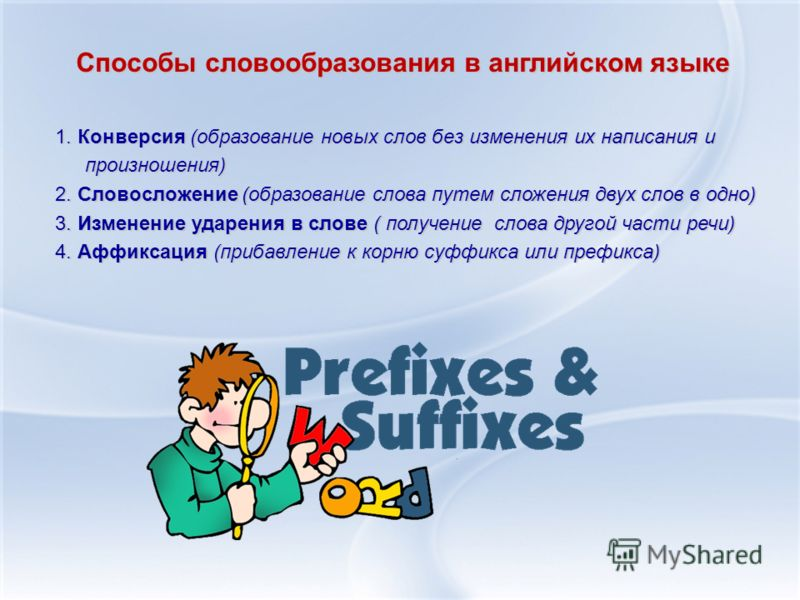 Способы словообразования в английском языке
1. Конверсия (образование новых слов без изменения их написания и
произношения)
2. Словосложение (образование слова путем сложения двух слов в одно)
3. Изменение ударения в слове ( получение слова другой части речи)
4. Аффиксация (прибавление к корню суффикса или префикса)
Prefixes &
Suffixes
W
ORD
MyShared